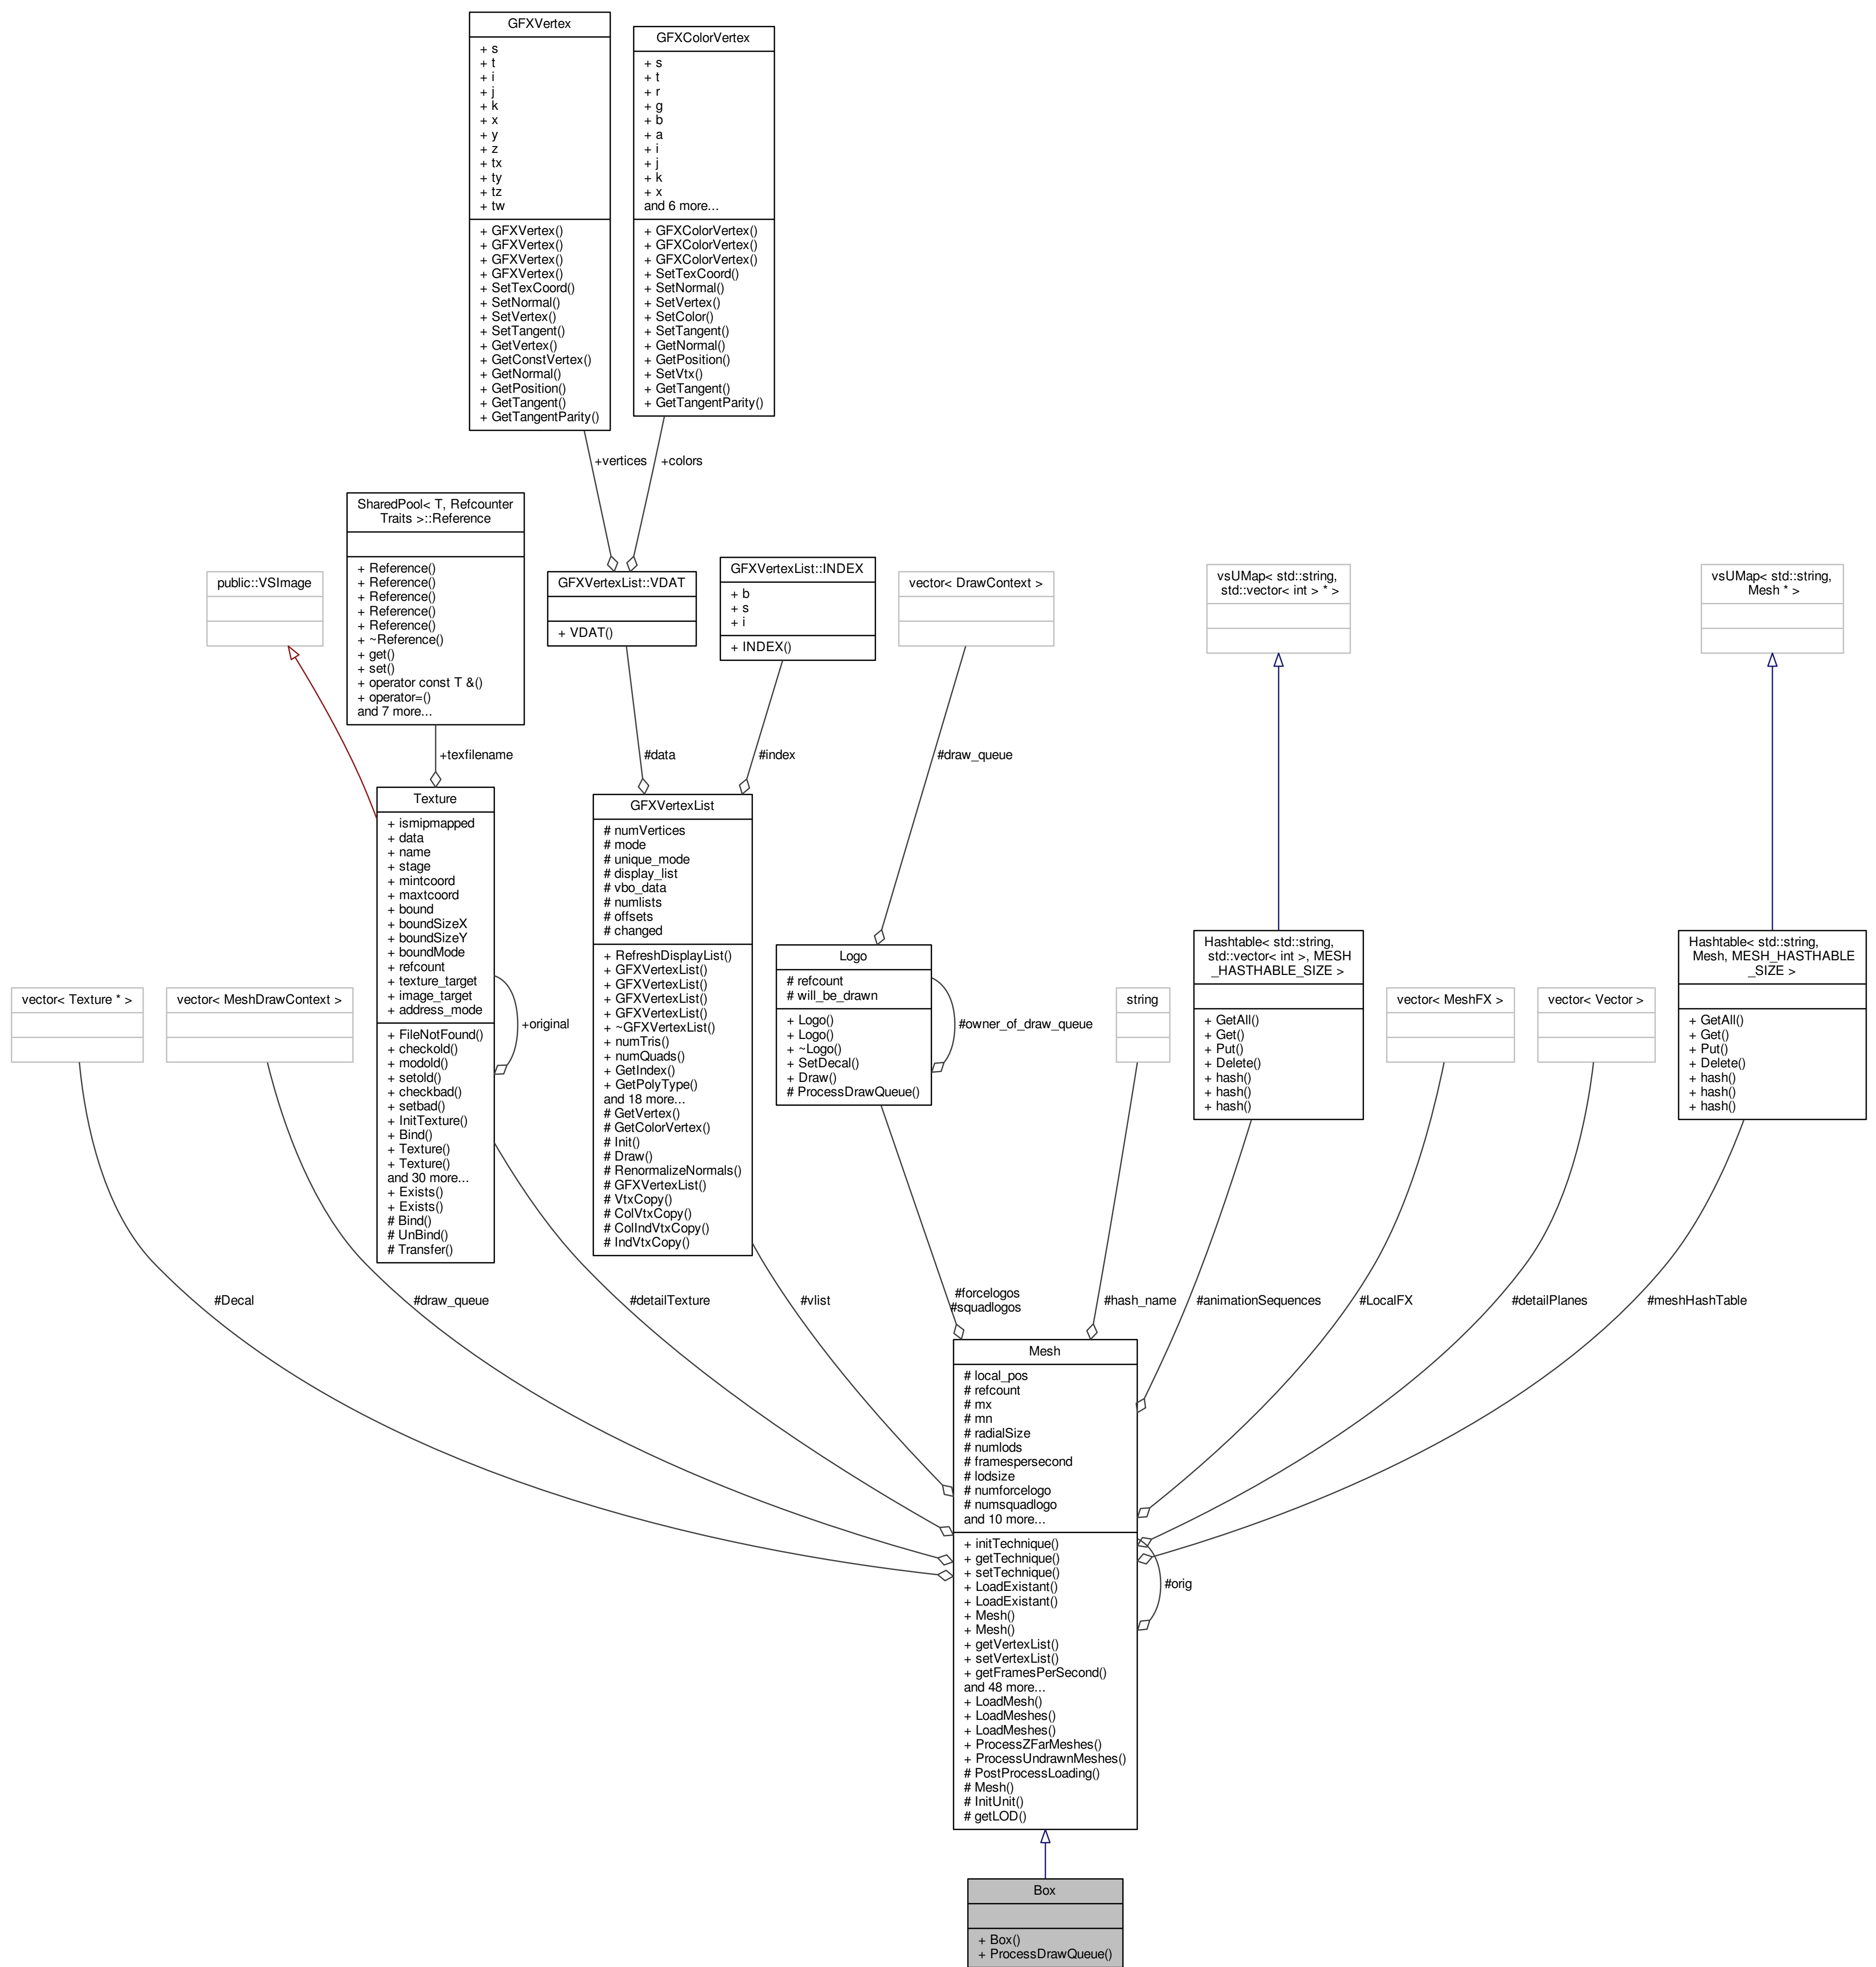 GFXVertex
+ s
+ t
+ i
+ j
+ k
+ x
+ y
+ z
+ tx
+ ty
+ tz
+ tw
+ GFXVertex()
+ GFXVertex()
+ GFXVertex()
+ GFXVertex()
+ SetTexCoord()
+ SetNormal()
+ SetVertex()
+ SetTangent()
+ GetVertex()
+ GetConstVertex()
+ GetNormal()
+ GetPosition()
+ GetTangent()
+ GetTangentParity()
GFXColorVertex
+ s
+ t
+ r
+ g
+ b
+ a
+ i
+ j
+ k
+ x
and 6 more...
+ GFXColorVertex()
+ GFXColorVertex()
+ GFXColorVertex()
+ SetTexCoord()
+ SetNormal()
+ SetVertex()
+ SetColor()
+ SetTangent()
+ GetNormal()
+ GetPosition()
+ SetVtx()
+ GetTangent()
+ GetTangentParity()
+vertices
+colors
public::VSImage
SharedPool< T, Refcounter
Traits >::Reference
+ Reference()
+ Reference()
+ Reference()
+ Reference()
+ Reference()
+ ~Reference()
+ get()
+ set()
+ operator const T &()
+ operator=()
and 7 more...
GFXVertexList::VDAT
+ VDAT()
GFXVertexList::INDEX
+ b
+ s
+ i
+ INDEX()
vector< DrawContext >
vsUMap< std::string,
std::vector< int > * >
vsUMap< std::string,
Mesh * >
+texfilename
#data
#index
#draw_queue
Texture
+ ismipmapped
+ data
+ name
+ stage
+ mintcoord
+ maxtcoord
+ bound
+ boundSizeX
+ boundSizeY
+ boundMode
+ refcount
+ texture_target
+ image_target
+ address_mode
+ FileNotFound()
+ checkold()
+ modold()
+ setold()
+ checkbad()
+ setbad()
+ InitTexture()
+ Bind()
+ Texture()
+ Texture()
and 30 more...
+ Exists()
+ Exists()
# Bind()
# UnBind()
# Transfer()
+original
GFXVertexList
# numVertices
# mode
# unique_mode
# display_list
# vbo_data
# numlists
# offsets
# changed
+ RefreshDisplayList()
+ GFXVertexList()
+ GFXVertexList()
+ GFXVertexList()
+ GFXVertexList()
+ ~GFXVertexList()
+ numTris()
+ numQuads()
+ GetIndex()
+ GetPolyType()
and 18 more...
# GetVertex()
# GetColorVertex()
# Init()
# Draw()
# RenormalizeNormals()
# GFXVertexList()
# VtxCopy()
# ColVtxCopy()
# ColIndVtxCopy()
# IndVtxCopy()
Logo
# refcount
# will_be_drawn
+ Logo()
+ Logo()
+ ~Logo()
+ SetDecal()
+ Draw()
# ProcessDrawQueue()
#owner_of_draw_queue
vector< Texture * >
vector< MeshDrawContext >
string
Hashtable< std::string,
std::vector< int >, MESH
_HASTHABLE_SIZE >
+ GetAll()
+ Get()
+ Put()
+ Delete()
+ hash()
+ hash()
+ hash()
vector< MeshFX >
vector< Vector >
Hashtable< std::string,
Mesh, MESH_HASTHABLE
_SIZE >
+ GetAll()
+ Get()
+ Put()
+ Delete()
+ hash()
+ hash()
+ hash()
#Decal
#draw_queue
#detailTexture
#vlist
#forcelogos
#squadlogos
#hash_name
#animationSequences
#LocalFX
#detailPlanes
#meshHashTable
Mesh
# local_pos
# refcount
# mx
# mn
# radialSize
# numlods
# framespersecond
# lodsize
# numforcelogo
# numsquadlogo
and 10 more...
+ initTechnique()
+ getTechnique()
+ setTechnique()
+ LoadExistant()
+ LoadExistant()
+ Mesh()
+ Mesh()
+ getVertexList()
+ setVertexList()
+ getFramesPerSecond()
and 48 more...
+ LoadMesh()
+ LoadMeshes()
+ LoadMeshes()
+ ProcessZFarMeshes()
+ ProcessUndrawnMeshes()
# PostProcessLoading()
# Mesh()
# InitUnit()
# getLOD()
#orig
Box
+ Box()
+ ProcessDrawQueue()